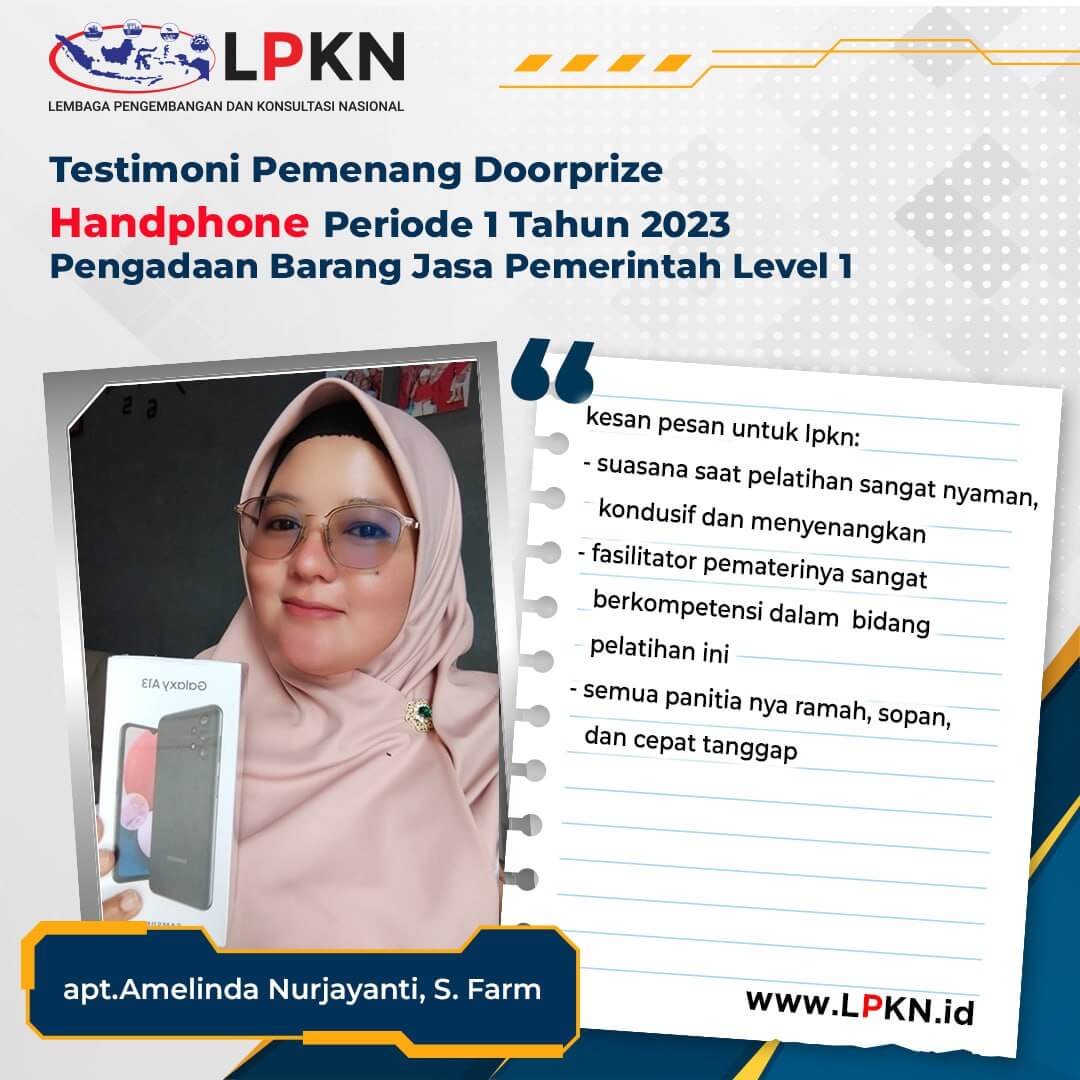 LPKN
LEMBAGA PENGEMBANGAN DAN KONSULTASI NASIONAL
Testimoni Pemenang Doorprize
Handphone Periode 1 Tahun 2023
Pengadaan Barang Jasa Pemerintah Level 1
kesan pesan untuk lpkn:
- suasana saat pelatihan sangat nyaman,
kondusif dan menyenangkan
- fasilitator pematerinya sangat
berkompetensi dalam bidang
pelatihan ini
- semua panitia nya ramah, sopan,
dan cepat tanggap
Galaxy A13
SAMSUNG
apt.Amelinda Nurjayanti, S. Farm
www.LPKN.id